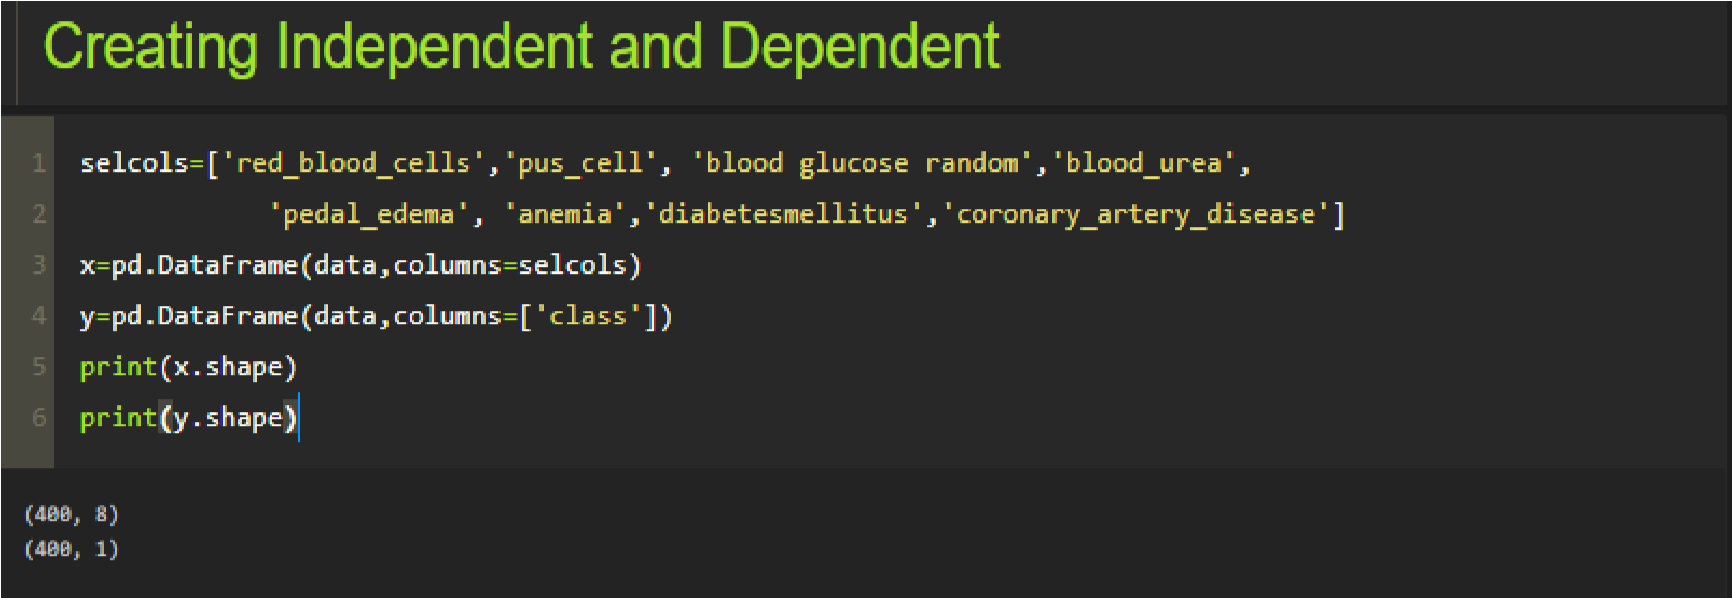 Creating Independent and Dependent
1 selcols=['red_blood_cells','pus_cell', 'blood glucose random','blood_urea',
2 'pedal_edema', 'anemia','diabetesmellitus','coronary_artery_disease']
3 x=pd.DataFrame(data,columns=selcols)
4 y=pd.DataFrame(data,columns=['class'])
5 print(x.shape)
6 print(y.shape)
(400, 8)
(400, 1)